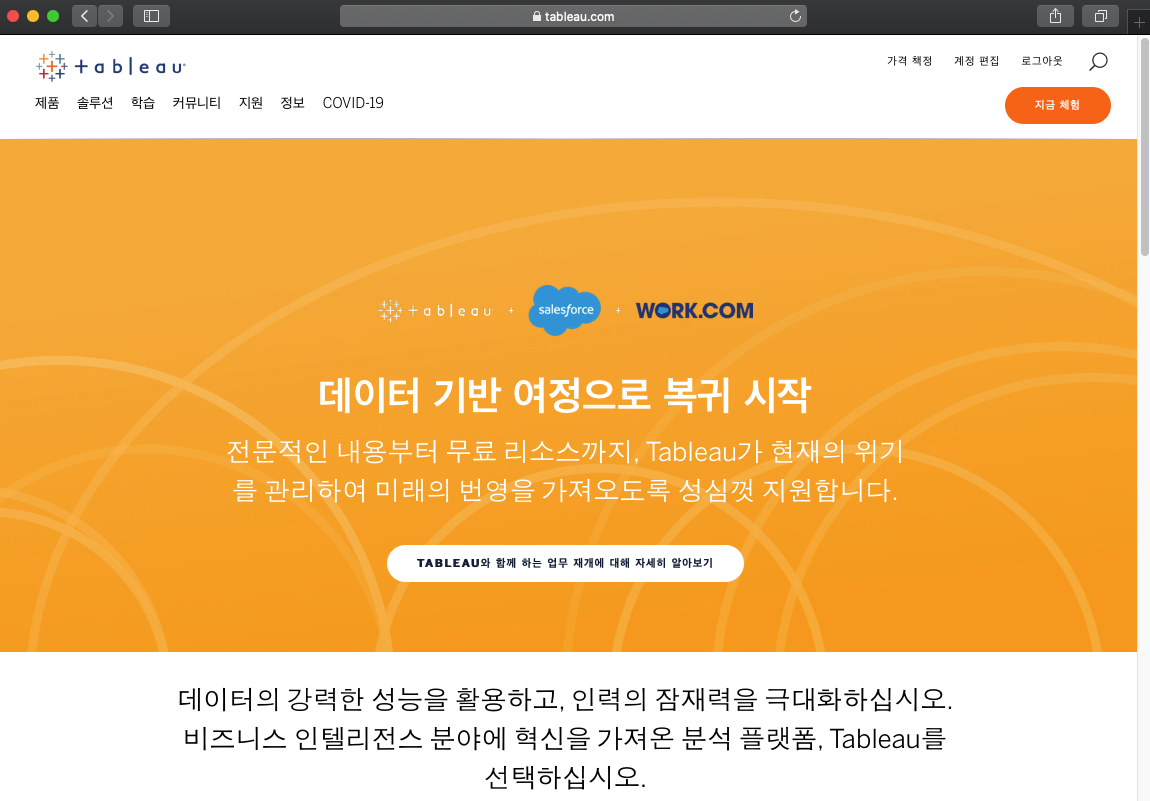 tableau.com
tableau
가격 책정 계정 편집 로그아웃
제품 솔루션 학습 커뮤니티 지원 정보 COVID-19
지금 체험
tableau + salesforce + WORK.COM
데이터 기반 여정으로 복귀 시작
전문적인 내용부터 무료 리소스까지, Tableau가 현재의 위기
를 관리하여 미래의 번영을 가져오도록 성심껏 지원합니다.
TABLEAU와 함께 하는 업무 재개에 대해 자세히 알아보기
데이터의 강력한 성능을 활용하고, 인력의 잠재력을 극대화하십시오.
비즈니스 인텔리전스 분야에 혁신을 가져온 분석 플랫폼, Tableau를
선택하십시오.